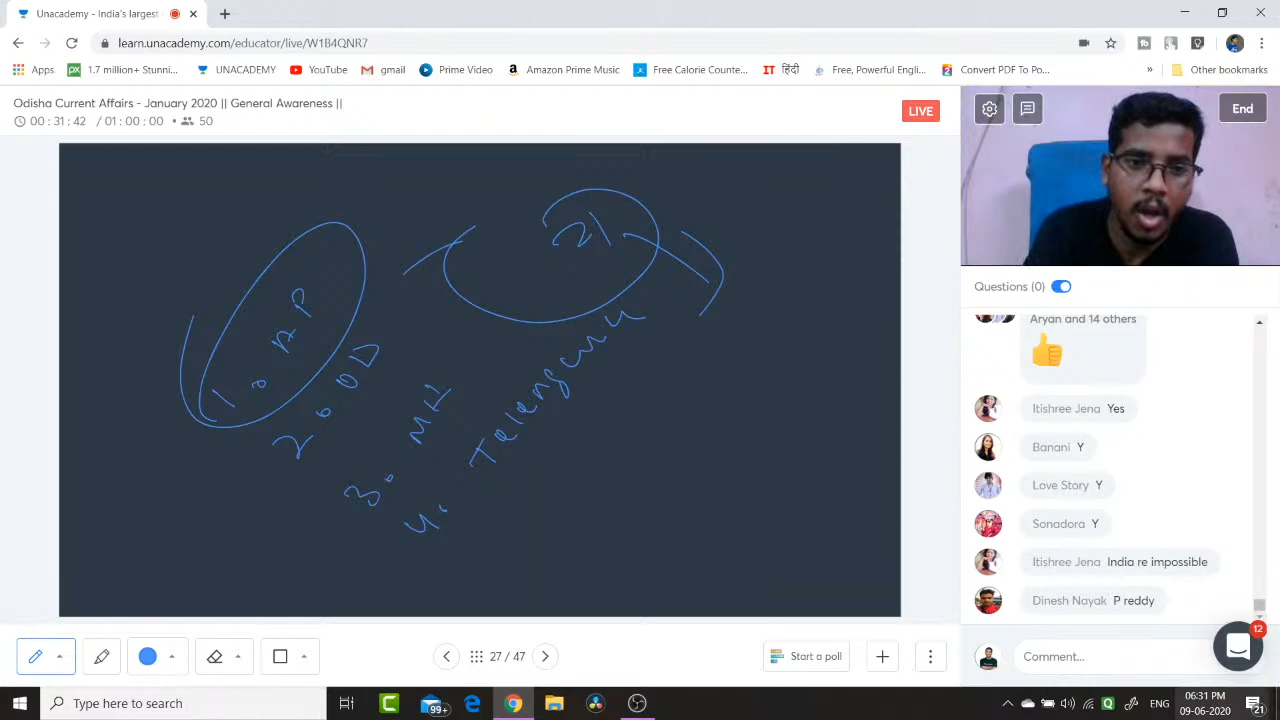 Unacademy - India's largest
learn.unacademy.com/educator/live/W1B4QNR7
Apps
1.7 million+ Stunni...
UNACADEMY
YouTube
gmail
Prime Video
Amazon Prime Music
Free Calorie Counte...
IT हिंदी
Free, Powerful Engli...
Convert PDF To Po...
»
Other bookmarks
Odisha Current Affairs - January 2020 || General Awareness ||
00 : 31 : 42 / 01 : 00 : 00 • 50
LIVE
End
21
1.
2. OD
3. MH
4.
Questions (0)
Aryan and 14 others
Itishree Jena Yes
Banani Y
Love Story Y
Sonadora Y
Itishree Jena India re impossible
Dinesh Nayak P reddy
27 / 47
Start a poll
Comment...
12
Type here to search
99+
ENG
06:31 PM
09-06-2020
21